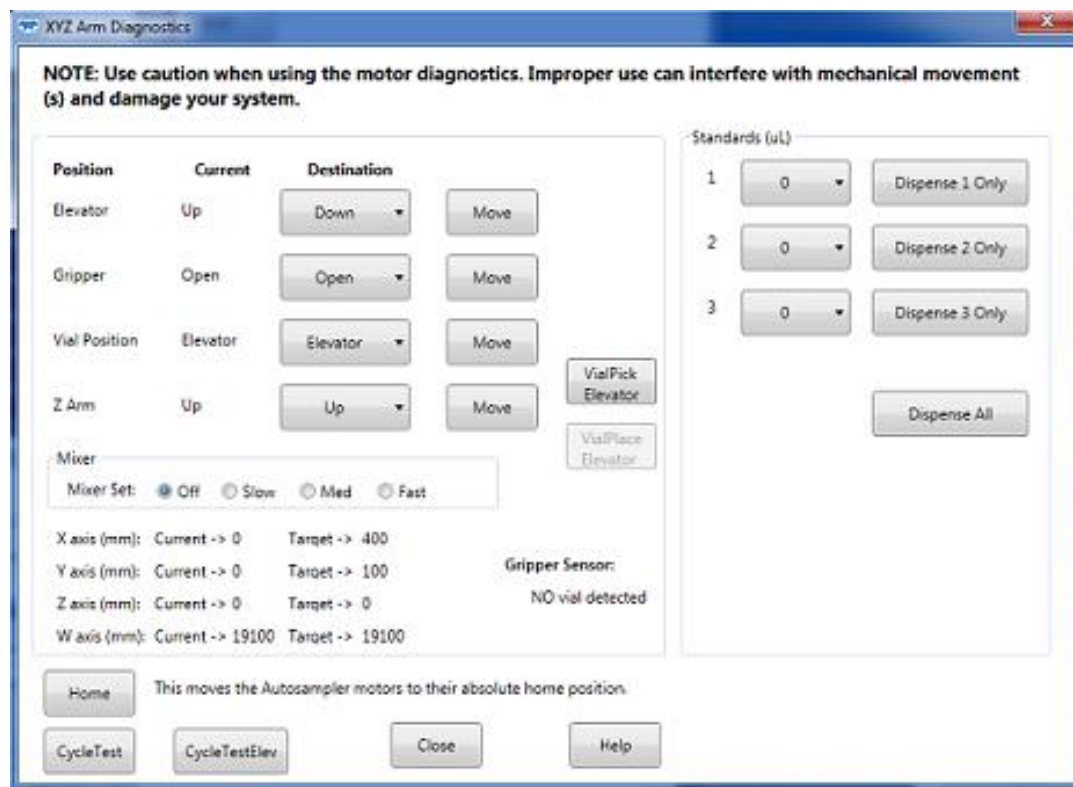 XYZ Arm Diagnostics
NOTE: Use caution when using the motor diagnostics. Improper use can interfere with mechanical movement
(s) and damage your system.
Position Current Destination
Elevator Up Down Move
Gripper Open Open Move
Vial Position Elevator Elevator Move
Z Arm Up Up Move
VialPick
Elevator
VialPlace
Elevator
Mixer
Mixer Set: Off Slow Med Fast
X axis (mm): Current -> 0 Target -> 400
Y axis (mm): Current -> 0 Target -> 100
Z axis (mm): Current -> 0 Target -> 0
W axis (mm): Current -> 19100 Target -> 19100
Gripper Sensor:
NO vial detected
Standards (uL)
1 0 Dispense 1 Only
2 0 Dispense 2 Only
3 0 Dispense 3 Only
Dispense All
Home This moves the Autosampler motors to their absolute home position.
CycleTest CycleTestElev Close Help